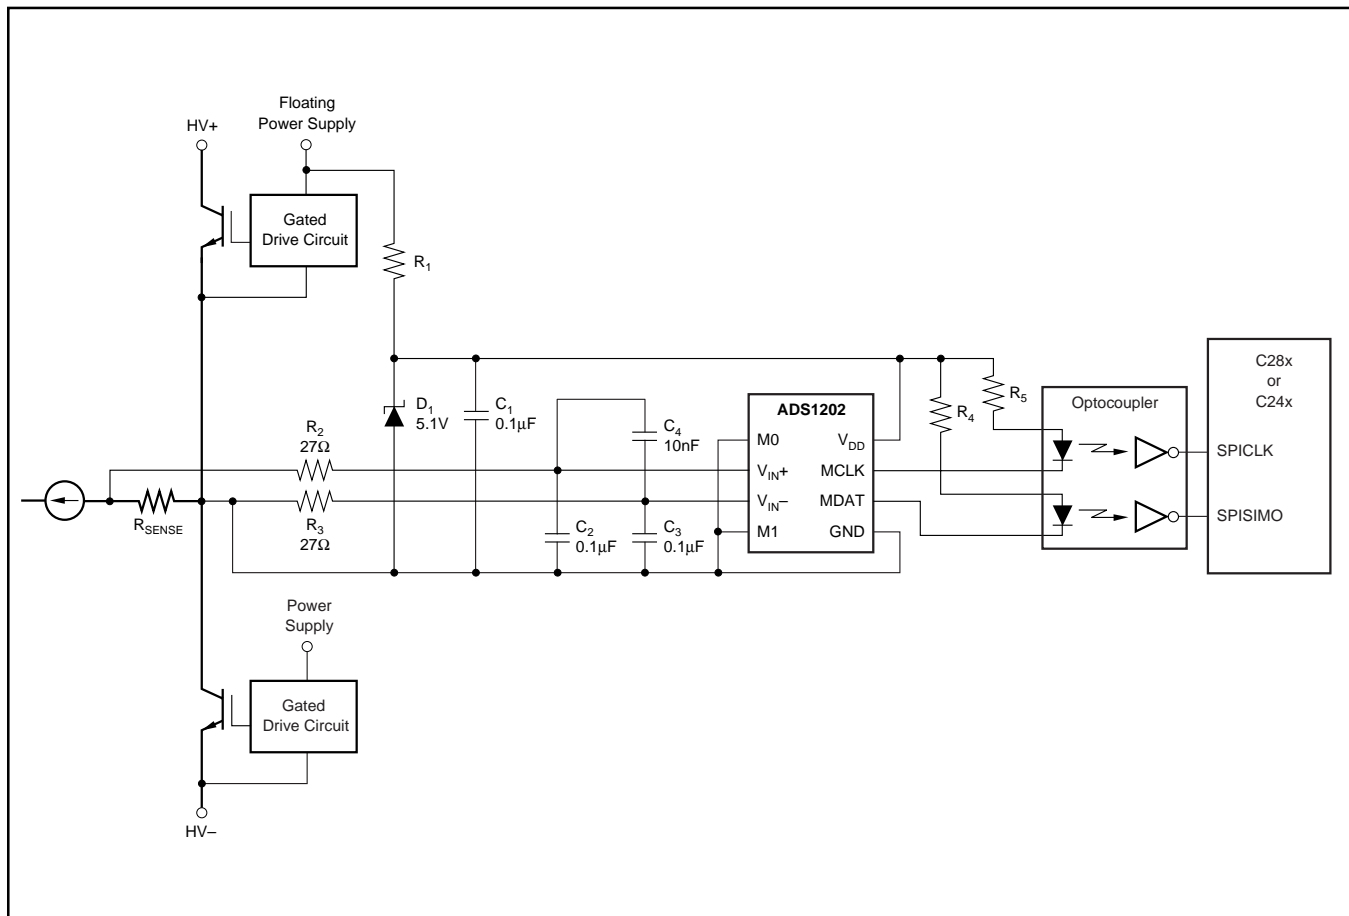 Floating
Power Supply
HV+
Gated
Drive Circuit
R1
C28x
or
C24x
D1
5.1V
C1
0.1μF
R5
R4
Optocoupler
ADS1202
R2
27Ω
C4
10nF
M0
VDD
SPICLK
VIN+
MCLK
VIN–
MDAT
SPISIMO
RSENSE
R3
27Ω
C2
0.1μF
C3
0.1μF
M1
GND
Power
Supply
Gated
Drive Circuit
HV–